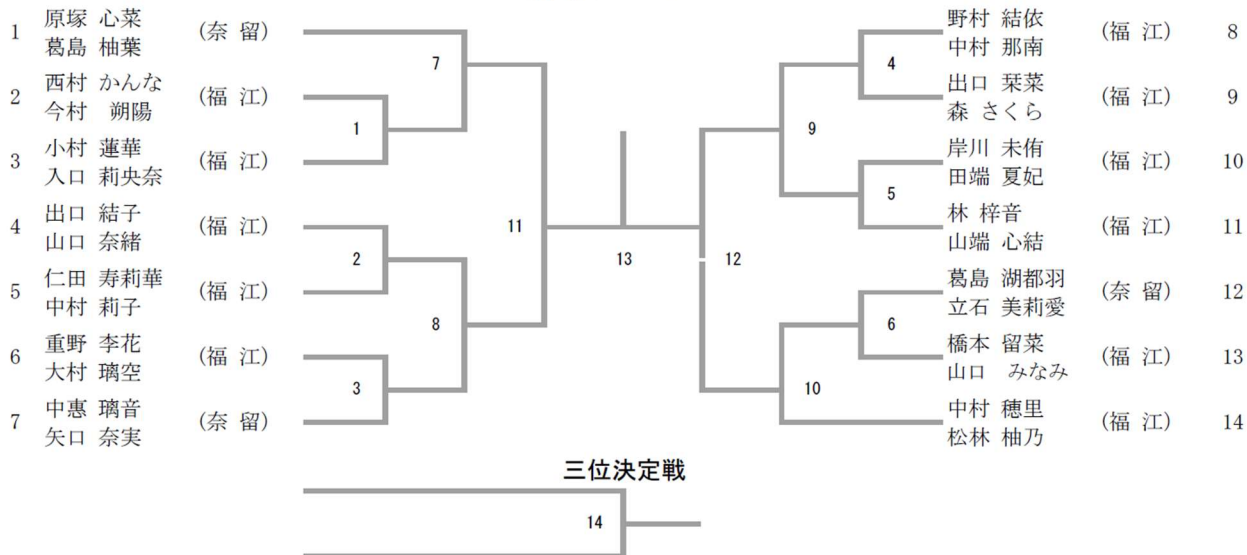 1 原塚 心菜 (奈 留)
葛島 柚葉
2 西村 かんな (福 江)
今村 朔陽
3 小村 蓮華 (福 江)
入口 莉央奈
4 出口 結子 (福 江)
山口 奈緒
5 仁田 寿莉華 (福 江)
中村 莉子
6 重野 李花 (福 江)
大村 璃空
7 中惠 璃音 (奈 留)
矢口 奈実
7
1
11
2
8
3
13
野村 結依 (福 江) 8
中村 那南
出口 栞菜 (福 江) 9
森 さくら
岸川 未侑 (福 江) 10
田端 夏妃
林 梓音 (福 江) 11
山端 心結
葛島 湖都羽 (奈 留) 12
立石 美莉愛
橋本 留菜 (福 江) 13
山口 みなみ
中村 穂里 (福 江) 14
松林 柚乃
4
9
5
12
6
10
三位決定戦
14